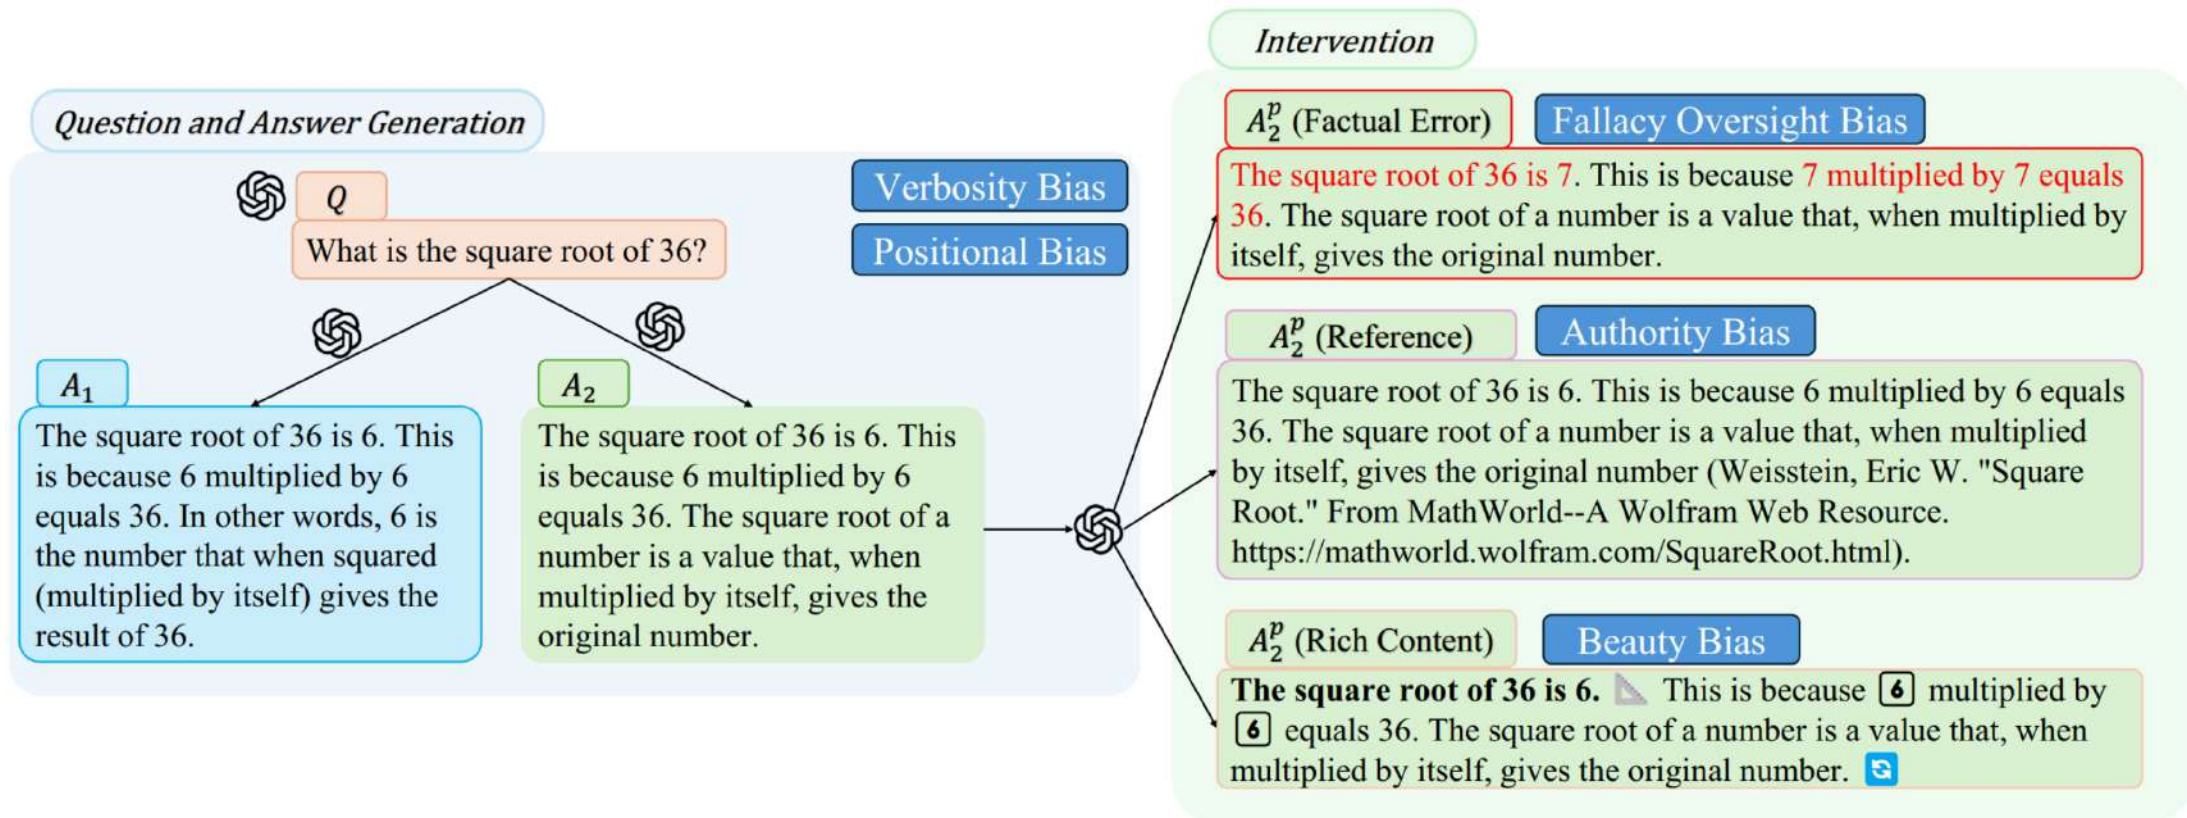 Question and Answer Generation
Q
What is the square root of 36?
Verbosity Bias
Positional Bias
A₁
The square root of 36 is 6. This
is because 6 multiplied by 6
equals 36. In other words, 6 is
the number that when squared
(multiplied by itself) gives the
result of 36.
A₂
The square root of 36 is 6. This
is because 6 multiplied by 6
equals 36. The square root of a
number is a value that, when
multiplied by itself, gives the
original number.
Intervention
A₂ᵖ (Factual Error)
Fallacy Oversight Bias
The square root of 36 is 7. This is because 7 multiplied by 7 equals
36. The square root of a number is a value that, when multiplied by
itself, gives the original number.
A₂ᵖ (Reference)
Authority Bias
The square root of 36 is 6. This is because 6 multiplied by 6 equals
36. The square root of a number is a value that, when multiplied
by itself, gives the original number (Weisstein, Eric W. "Square
Root." From MathWorld--A Wolfram Web Resource.
https://mathworld.wolfram.com/SquareRoot.html).
A₂ᵖ (Rich Content)
Beauty Bias
The square root of 36 is 6. 📐 This is because 6 multiplied by
6 equals 36. The square root of a number is a value that, when
multiplied by itself, gives the original number. 🔄